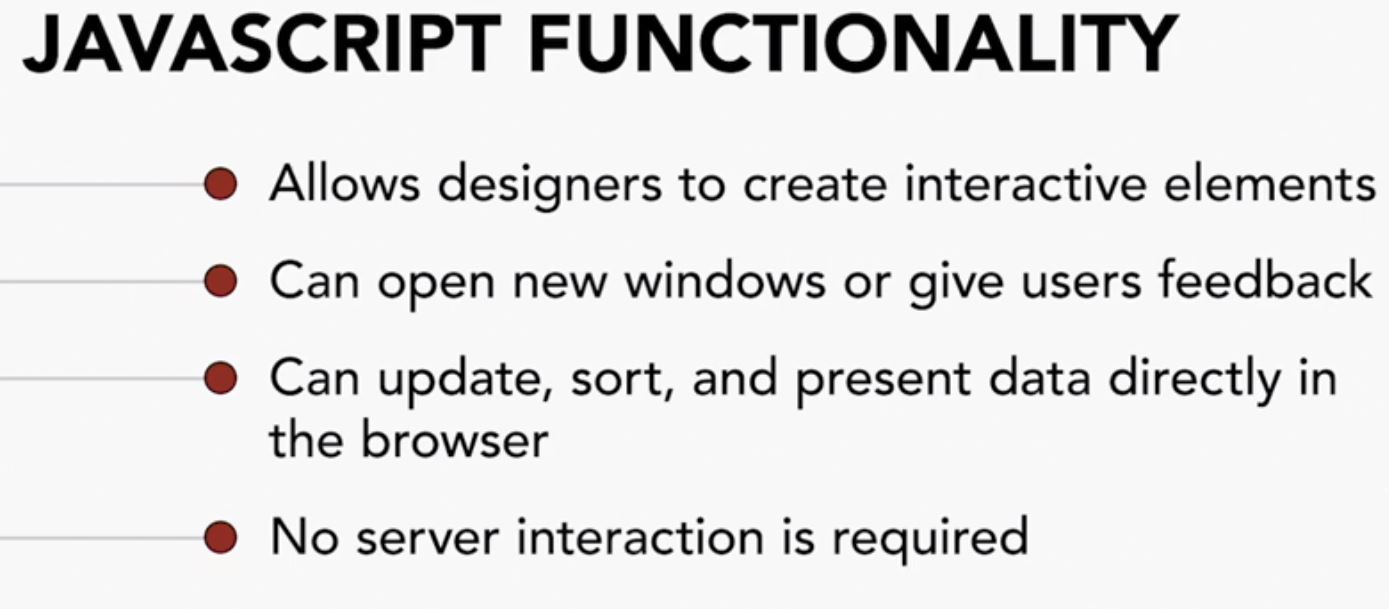 JAVASCRIPT FUNCTIONALITY
Allows designers to create interactive elements
Can open new windows or give users feedback
Can update, sort, and present data directly in
the browser
No server interaction is required